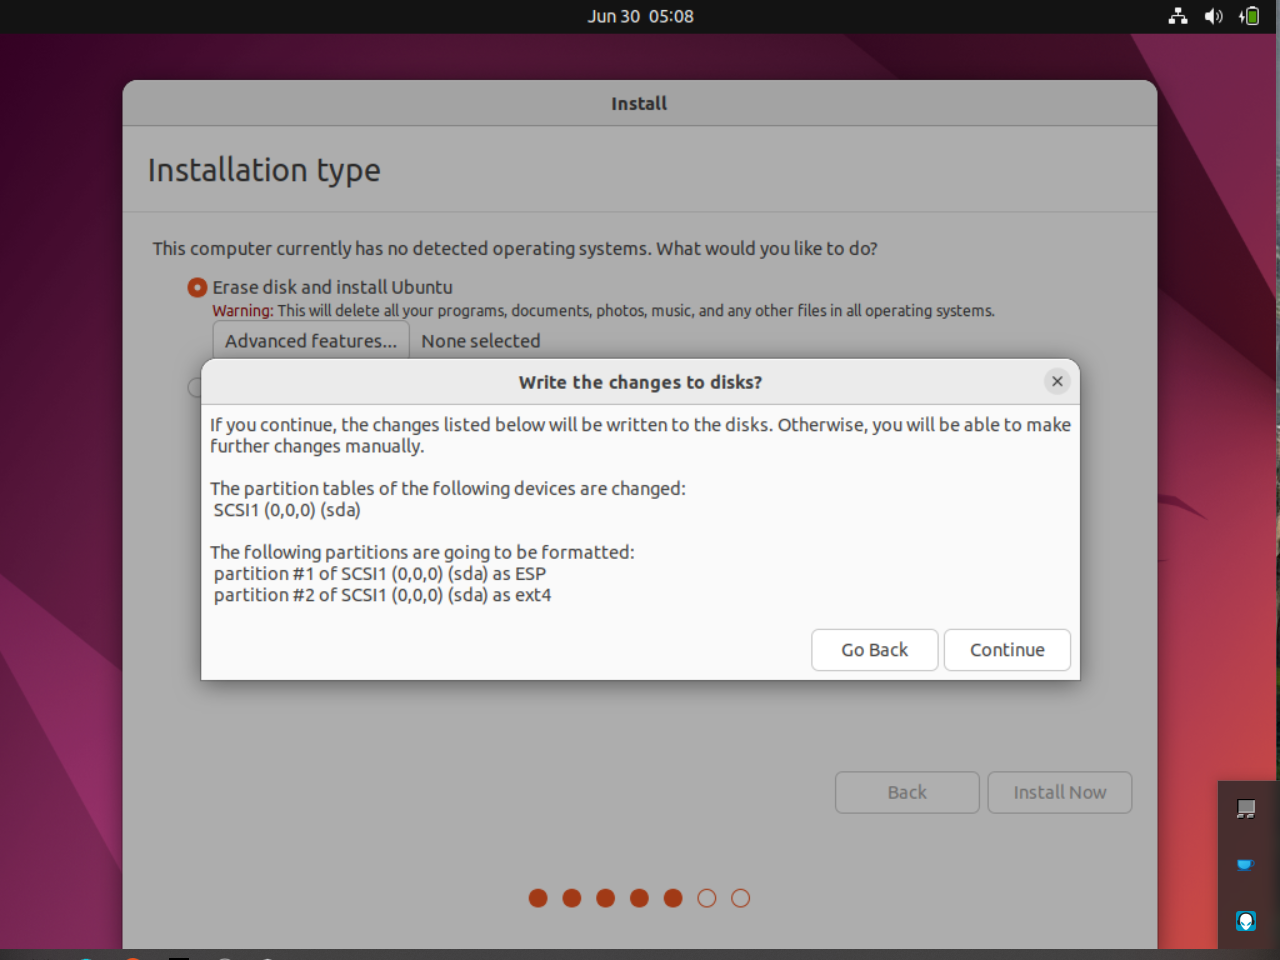 Jun 30 05:08
Install
Installation type
This computer currently has no detected operating systems. What would you like to do?
Erase disk and install Ubuntu
Warning: This will delete all your programs, documents, photos, music, and any other files in all operating systems.
Advanced features... None selected
Write the changes to disks?
If you continue, the changes listed below will be written to the disks. Otherwise, you will be able to make
further changes manually.
The partition tables of the following devices are changed:
SCSI1 (0,0,0) (sda)
The following partitions are going to be formatted:
partition #1 of SCSI1 (0,0,0) (sda) as ESP
partition #2 of SCSI1 (0,0,0) (sda) as ext4
Go Back Continue
Back Install Now